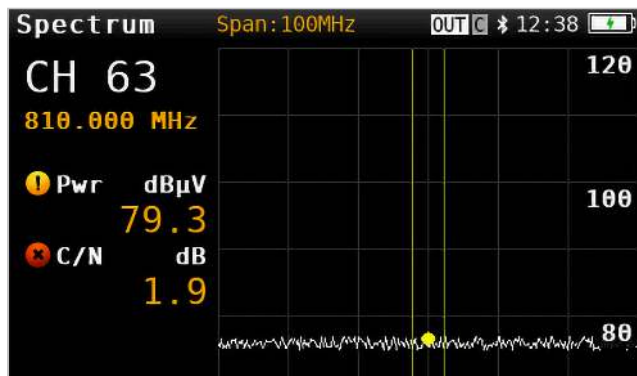 Spectrum Span:100MHz OUT C 12:38
CH 63
810.000 MHz
! Pwr dBµV
79.3
C/N dB
1.9
120
100
80